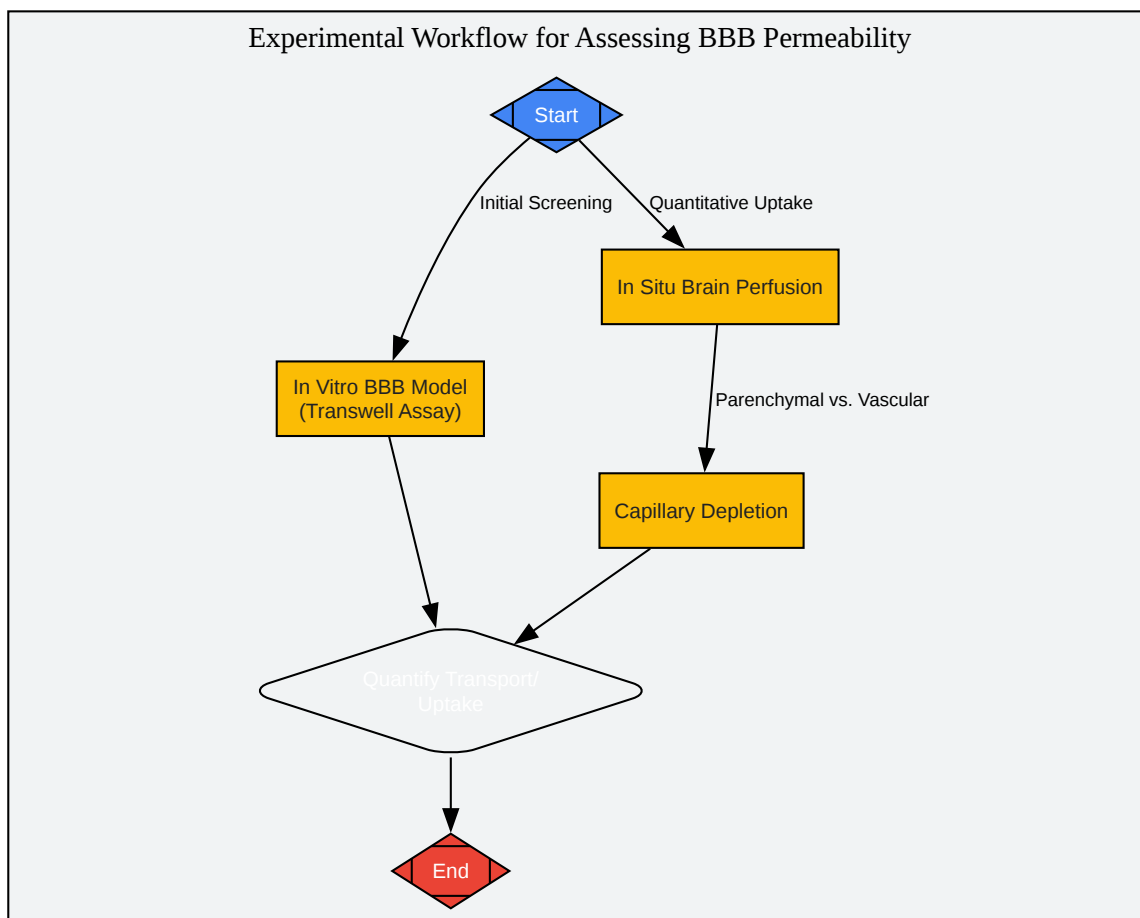 Experimental Workflow for Assessing BBB Permeability
Start
Initial Screening
Quantitative Uptake
In Situ Brain Perfusion
In Vitro BBB Model
(Transwell Assay)
Parenchymal vs. Vascular
Capillary Depletion
Quantify Transport/
Uptake
End